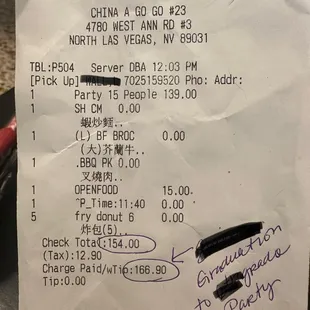 CHINA A GO GO #23
4780 WEST ANN RD #3
NORTH LAS VEGAS, NV 89031
TBL:P504 Server DBA 12:03 PM
[Pick Up] 7025159520 Pho: Addr:
1 Party 15 People 139.00
1 SH CM 0.00
蝦炒麵..
1 (L) BF BROC 0.00
(大)芥蘭牛..
1 .BBQ PK 0.00
叉燒肉..
1 OPENFOOD 15.00
1 ^P_Time:11:40 0.00
5 fry donut 6 0.00
炸包(5)..
Check Total:154.00
(Tax):12.90
Charge Paid/wTip:166.90
Tip:0.00
Graduation
to
Party